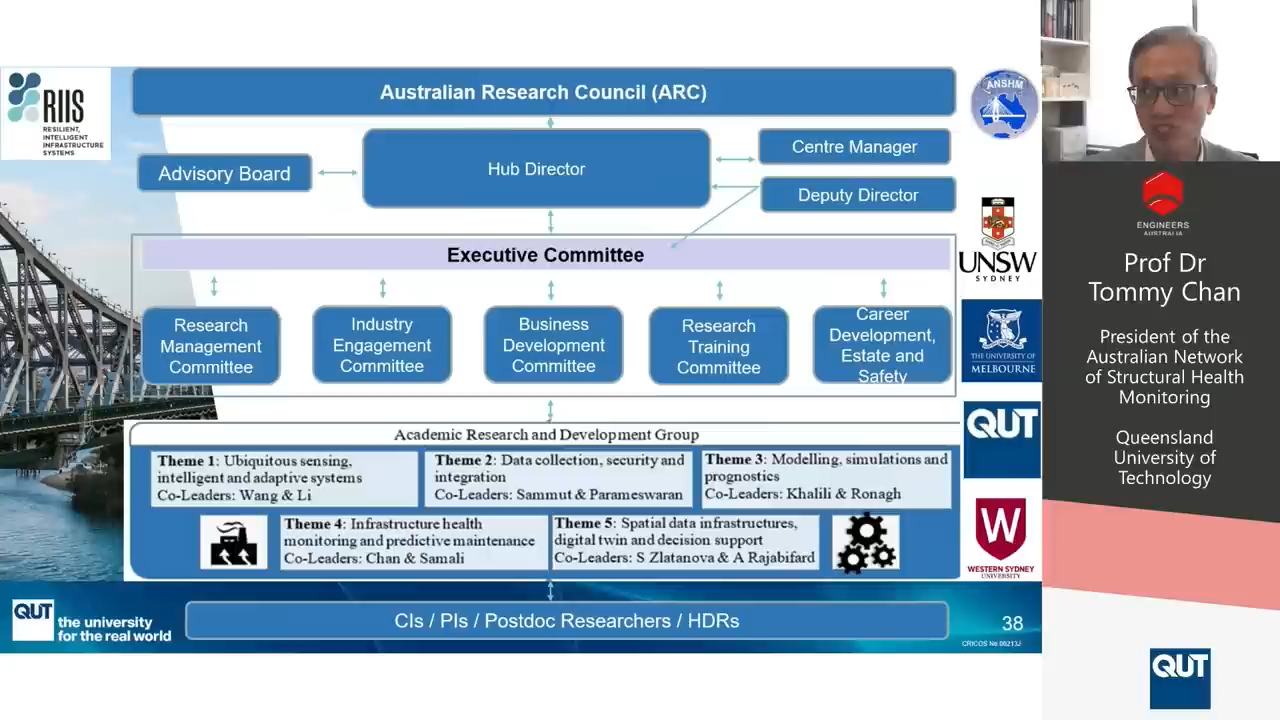 RIIS
RESILIENT,
INTELLIGENT
INFRASTRUCTURE
SYSTEMS
Australian Research Council (ARC)
ANSHM
Advisory Board
Hub Director
Centre Manager
Deputy Director
Executive Committee
Research
Management
Committee
Industry
Engagement
Committee
Business
Development
Committee
Research
Training
Committee
Career
Development,
Estate and
Safety
Academic Research and Development Group
Theme 1: Ubiquitous sensing,
intelligent and adaptive systems
Co-Leaders: Wang & Li
Theme 2: Data collection, security and
integration
Co-Leaders: Sammut & Parameswaran
Theme 3: Modelling, simulations and
prognostics
Co-Leaders: Khalili & Ronagh
Theme 4: Infrastructure health
monitoring and predictive maintenance
Co-Leaders: Chan & Samali
Theme 5: Spatial data infrastructures,
digital twin and decision support
Co-Leaders: S Zlatanova & A Rajabifard
CIs / PIs / Postdoc Researchers / HDRs
QUT
the university
for the real world
38
CRICOS No 00213J
UNSW
SYDNEY
THE UNIVERSITY OF
MELBOURNE
QUT
W
WESTERN SYDNEY
UNIVERSITY
ENGINEERS
AUSTRALIA
Prof Dr
Tommy Chan
President of the
Australian Network
of Structural Health
Monitoring
Queensland
University of
Technology
QUT